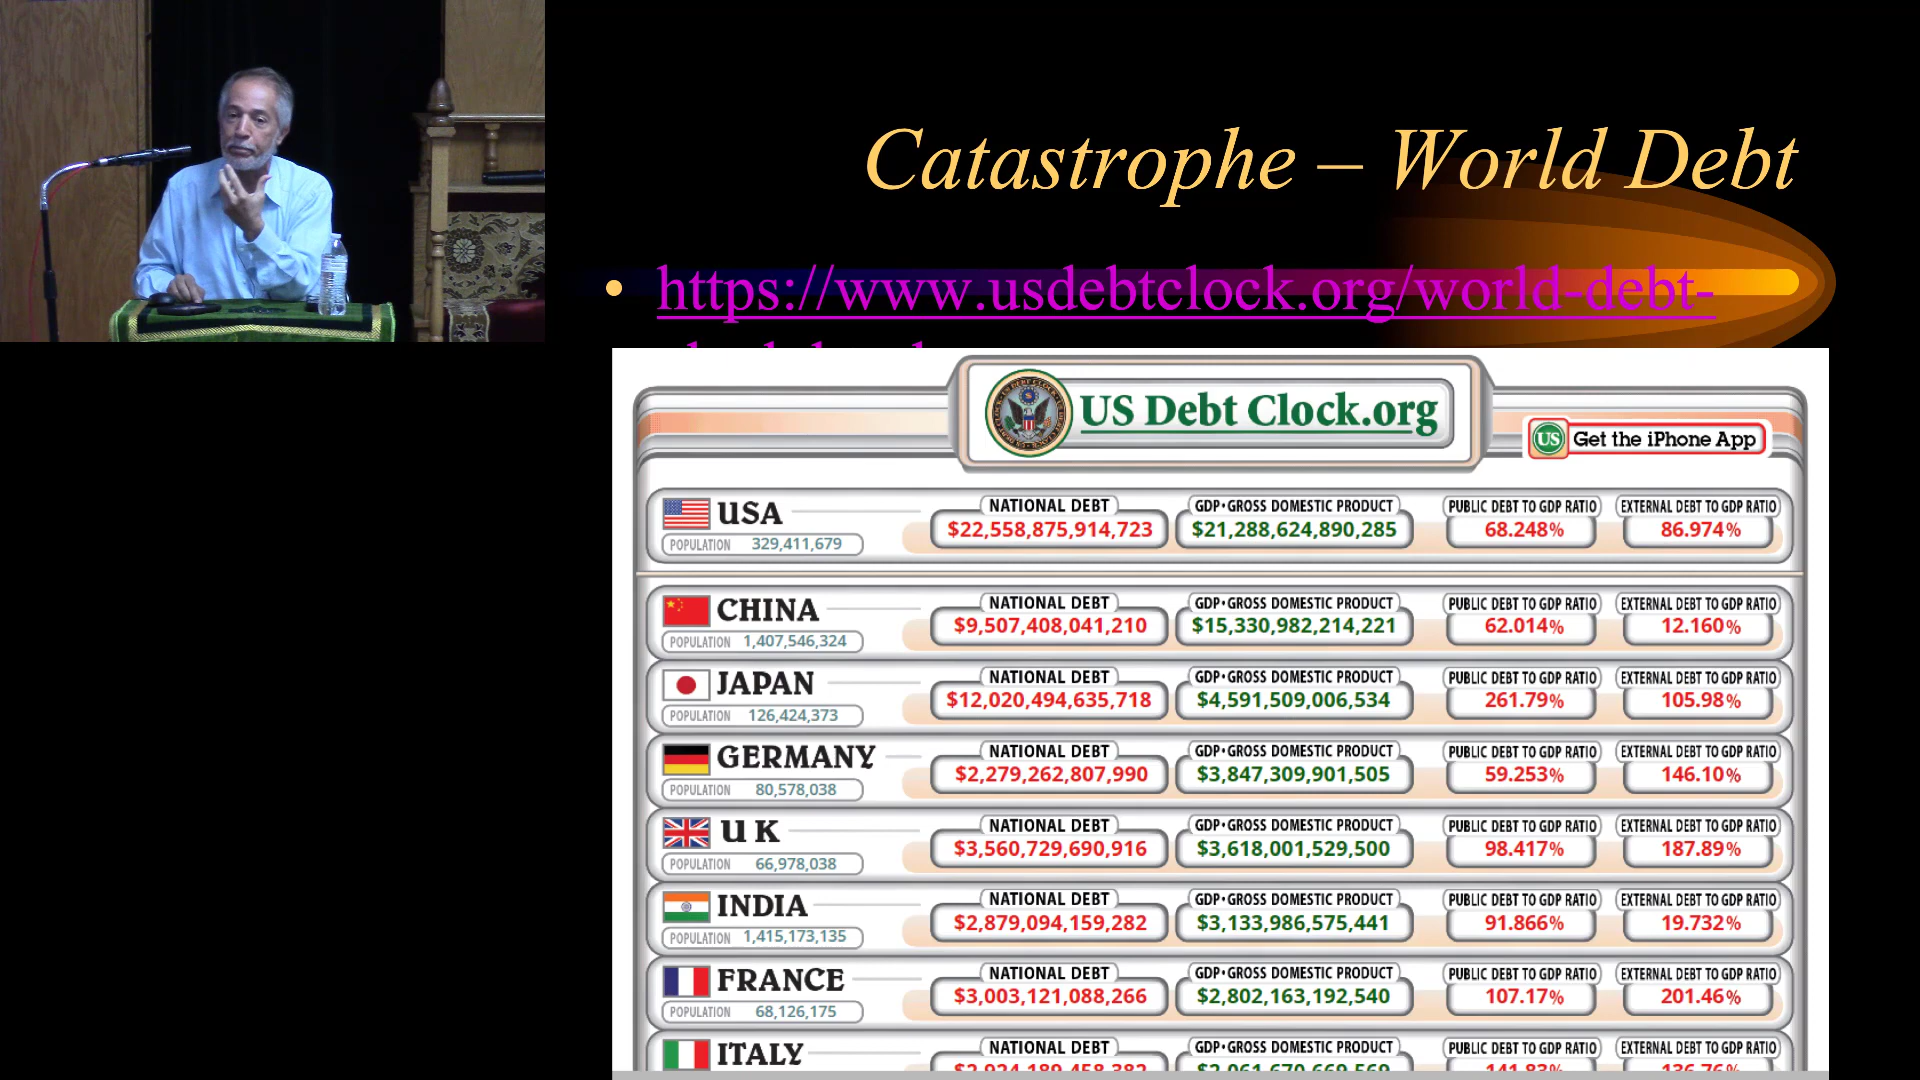 Catastrophe – World Debt
• https://www.usdebtclock.org/world-debt-
US Debt Clock.org
US Get the iPhone App
USA
POPULATION 329,411,679
NATIONAL DEBT
$22,558,875,914,723
GDP•GROSS DOMESTIC PRODUCT
$21,288,624,890,285
PUBLIC DEBT TO GDP RATIO
68.248%
EXTERNAL DEBT TO GDP RATIO
86.974%
CHINA
POPULATION 1,407,546,324
NATIONAL DEBT
$9,507,408,041,210
GDP•GROSS DOMESTIC PRODUCT
$15,330,982,214,221
PUBLIC DEBT TO GDP RATIO
62.014%
EXTERNAL DEBT TO GDP RATIO
12.160%
JAPAN
POPULATION 126,424,373
NATIONAL DEBT
$12,020,494,635,718
GDP•GROSS DOMESTIC PRODUCT
$4,591,509,006,534
PUBLIC DEBT TO GDP RATIO
261.79%
EXTERNAL DEBT TO GDP RATIO
105.98%
GERMANY
POPULATION 80,578,038
NATIONAL DEBT
$2,279,262,807,990
GDP•GROSS DOMESTIC PRODUCT
$3,847,309,901,505
PUBLIC DEBT TO GDP RATIO
59.253%
EXTERNAL DEBT TO GDP RATIO
146.10%
UK
POPULATION 66,978,038
NATIONAL DEBT
$3,560,729,690,916
GDP•GROSS DOMESTIC PRODUCT
$3,618,001,529,500
PUBLIC DEBT TO GDP RATIO
98.417%
EXTERNAL DEBT TO GDP RATIO
187.89%
INDIA
POPULATION 1,415,173,135
NATIONAL DEBT
$2,879,094,159,282
GDP•GROSS DOMESTIC PRODUCT
$3,133,986,575,441
PUBLIC DEBT TO GDP RATIO
91.866%
EXTERNAL DEBT TO GDP RATIO
19.732%
FRANCE
POPULATION 68,126,175
NATIONAL DEBT
$3,003,121,088,266
GDP•GROSS DOMESTIC PRODUCT
$2,802,163,192,540
PUBLIC DEBT TO GDP RATIO
107.17%
EXTERNAL DEBT TO GDP RATIO
201.46%
ITALY
NATIONAL DEBT
GDP•GROSS DOMESTIC PRODUCT
PUBLIC DEBT TO GDP RATIO
EXTERNAL DEBT TO GDP RATIO